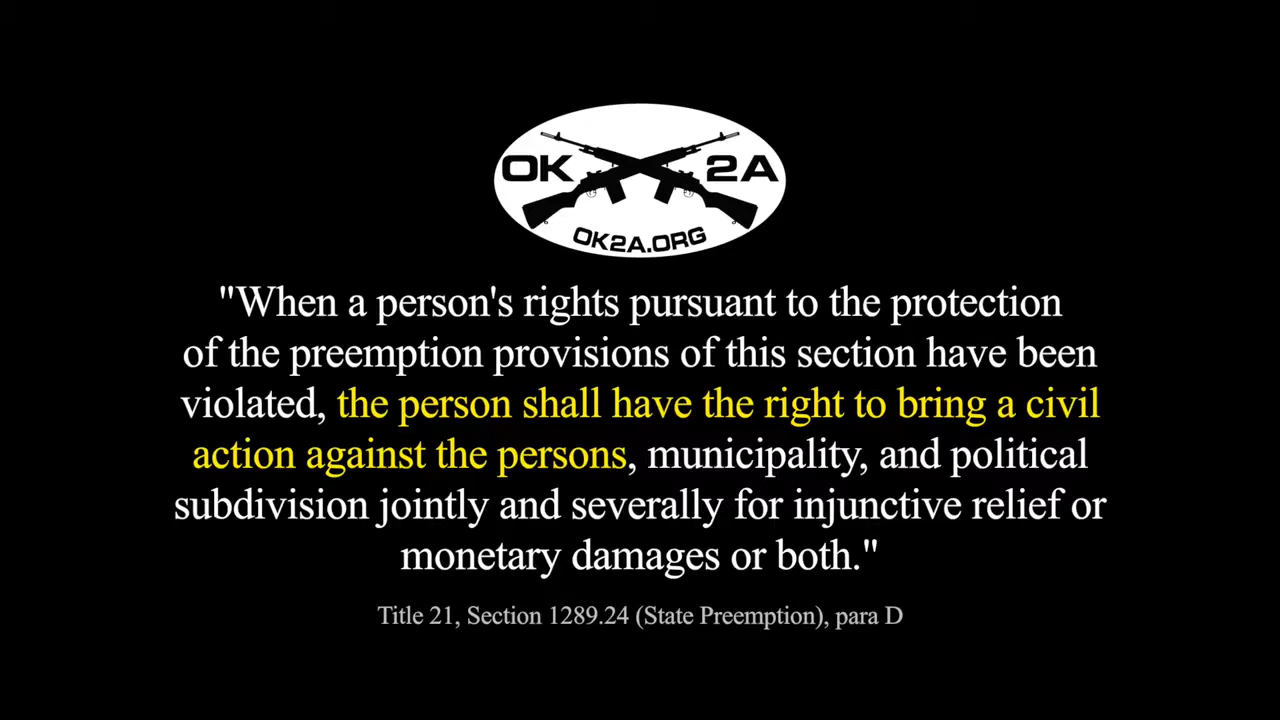 OK 2A
OK2A.ORG
"When a person's rights pursuant to the protection
of the preemption provisions of this section have been
violated, the person shall have the right to bring a civil
action against the persons, municipality, and political
subdivision jointly and severally for injunctive relief or
monetary damages or both."
Title 21, Section 1289.24 (State Preemption), para D